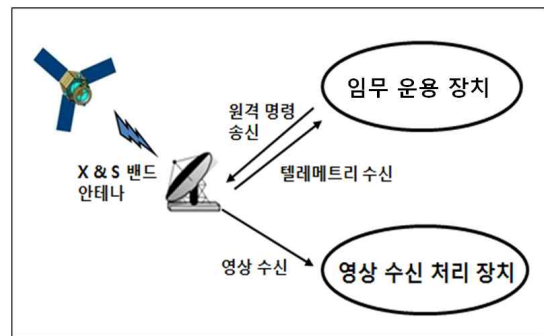 임무 운용 장치
원격 명령
송신
X & S 밴드
안테나
텔레메트리 수신
영상 수신
영상 수신 처리 장치